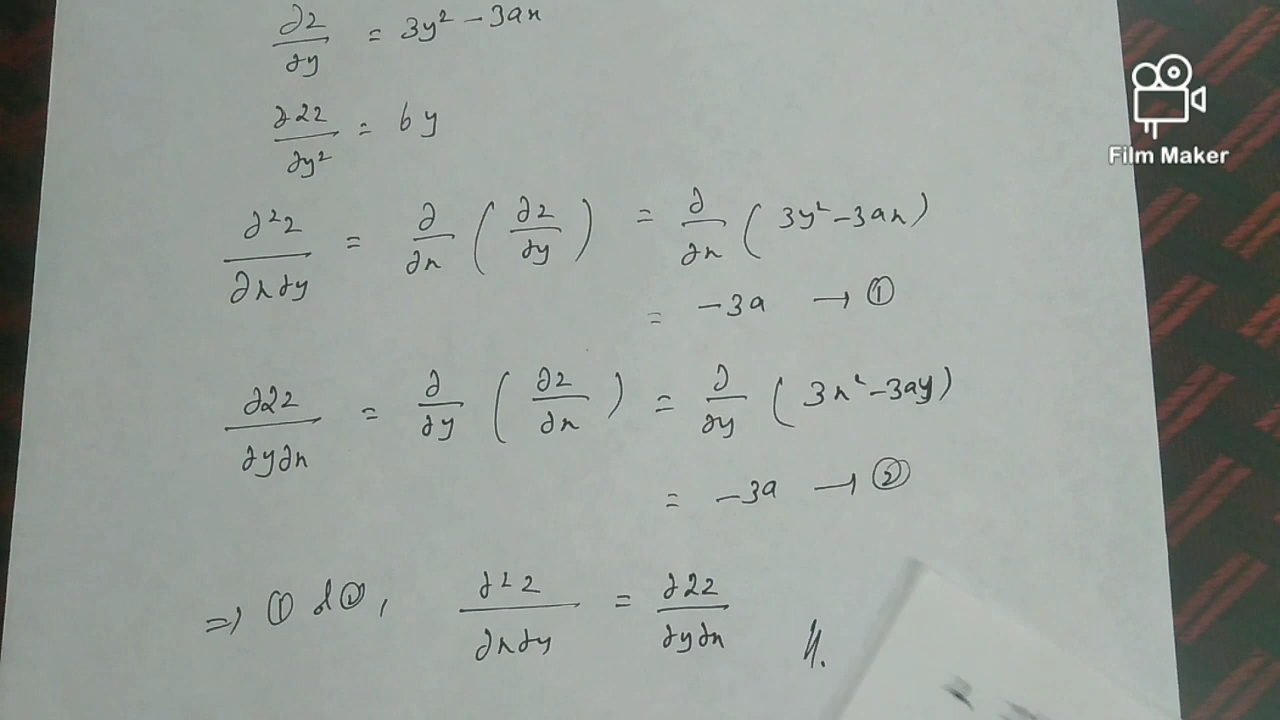 ∂z/∂y = 3y² - 3ax
∂²z/∂y² = 6y
∂²z/∂x∂y = ∂/∂x (∂z/∂y) = ∂/∂x (3y² - 3ax)
= -3a → ①
∂²z/∂y∂x = ∂/∂y (∂z/∂x) = ∂/∂y (3x² - 3ay)
= -3a → ②
⇒ ① & ②, ∂²z/∂x∂y = ∂²z/∂y∂x //.
Film Maker